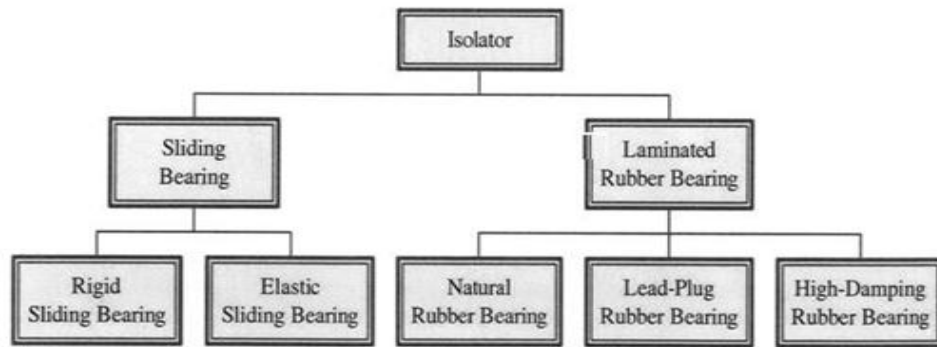 Isolator
Sliding
Bearing
Laminated
Rubber Bearing
Rigid
Sliding Bearing
Elastic
Sliding Bearing
Natural
Rubber Bearing
Lead-Plug
Rubber Bearing
High-Damping
Rubber Bearing